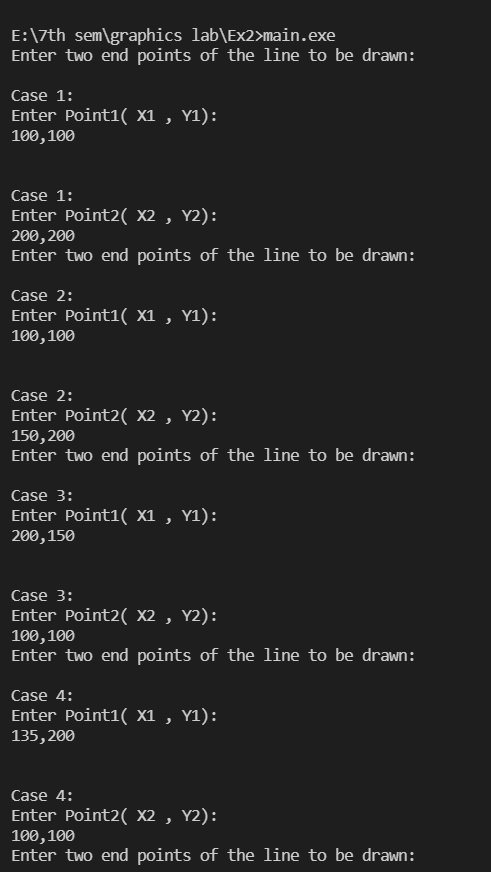 E:\7th sem\graphics lab\Ex2>main.exe
Enter two end points of the line to be drawn:
Case 1:
Enter Point1( X1 , Y1):
100,100
Case 1:
Enter Point2( X2 , Y2):
200,200
Enter two end points of the line to be drawn:
Case 2:
Enter Point1( X1 , Y1):
100,100
Case 2:
Enter Point2( X2 , Y2):
150,200
Enter two end points of the line to be drawn:
Case 3:
Enter Point1( X1 , Y1):
200,150
Case 3:
Enter Point2( X2 , Y2):
100,100
Enter two end points of the line to be drawn:
Case 4:
Enter Point1( X1 , Y1):
135,200
Case 4:
Enter Point2( X2 , Y2):
100,100
Enter two end points of the line to be drawn: